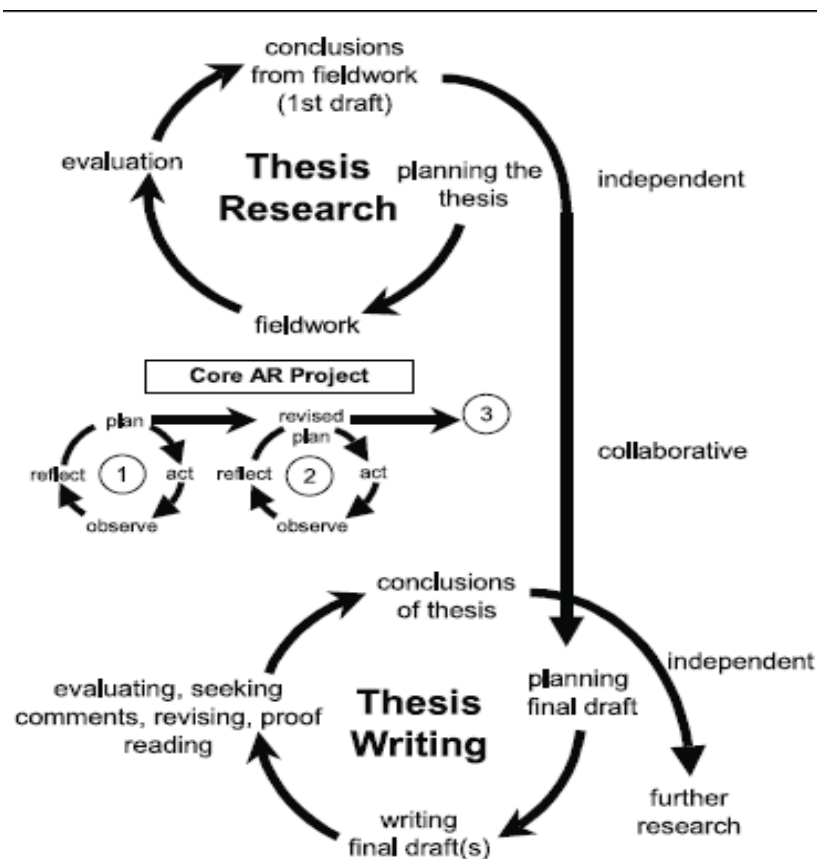 conclusions
from fieldwork
(1st draft)
evaluation
Thesis
Research
planning the
thesis
independent
fieldwork
Core AR Project
plan
reflect
1
act
observe
revised
plan
reflect
2
act
observe
3
collaborative
conclusions
of thesis
independent
evaluating, seeking
comments, revising, proof
reading
Thesis
Writing
planning
final draft
writing
final draft(s)
further
research